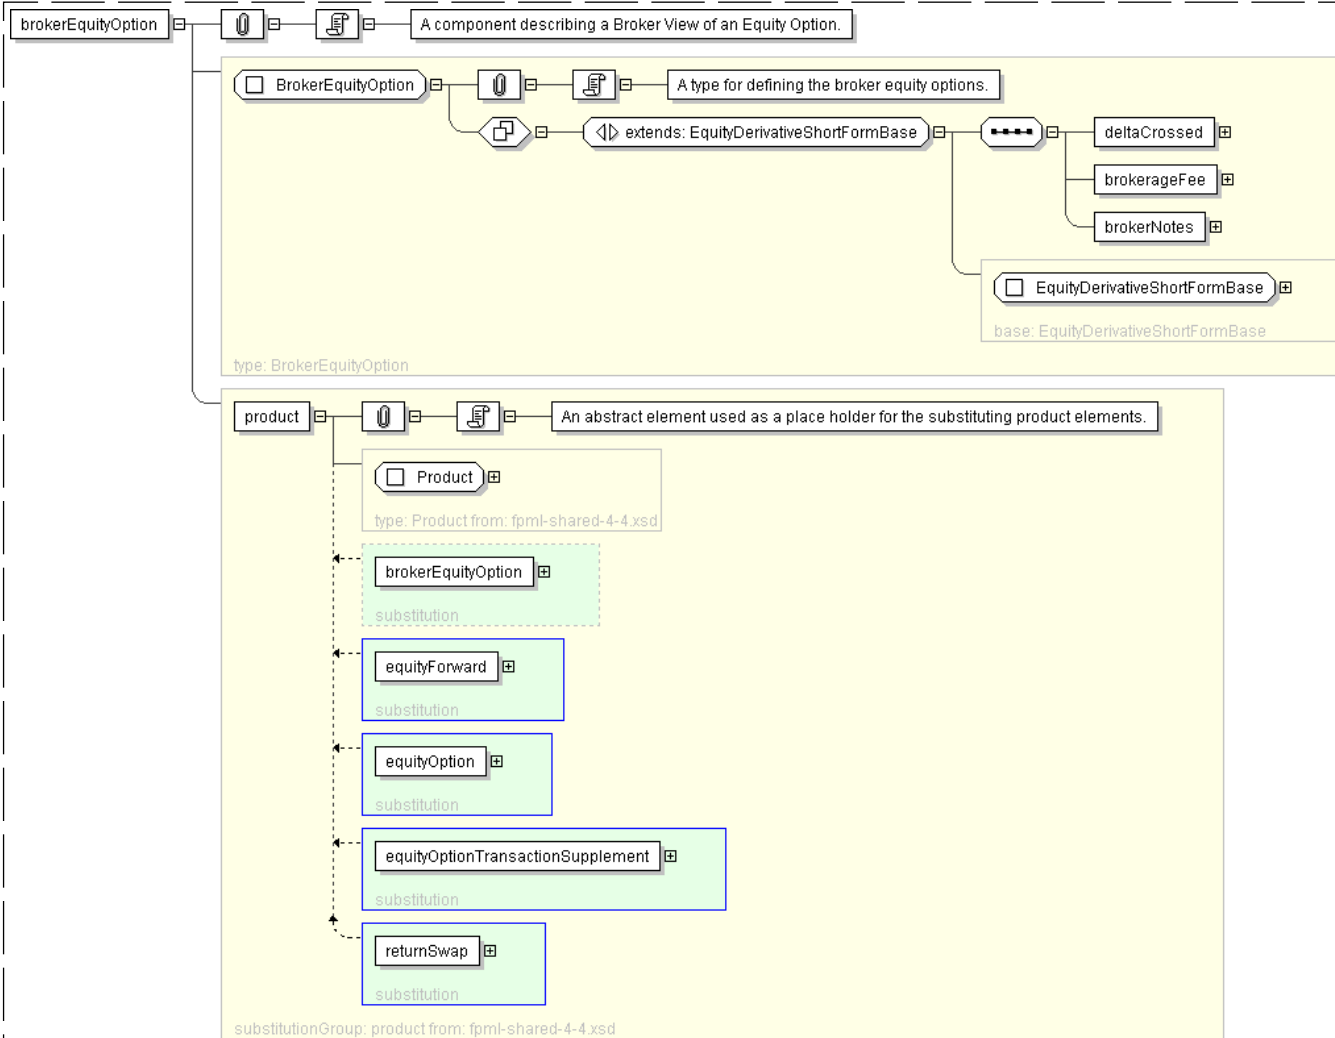 brokerEquityOption
A component describing a Broker View of an Equity Option.
BrokerEquityOption
A type for defining the broker equity options.
extends: EquityDerivativeShortFormBase
deltaCrossed
brokerageFee
brokerNotes
EquityDerivativeShortFormBase
base: EquityDerivativeShortFormBase
type: BrokerEquityOption
product
An abstract element used as a place holder for the substituting product elements.
Product
type: Product from: fpml-shared-4-4.xsd
brokerEquityOption
substitution
equityForward
substitution
equityOption
substitution
equityOptionTransactionSupplement
substitution
returnSwap
substitution
substitutionGroup: product from: fpml-shared-4-4.xsd